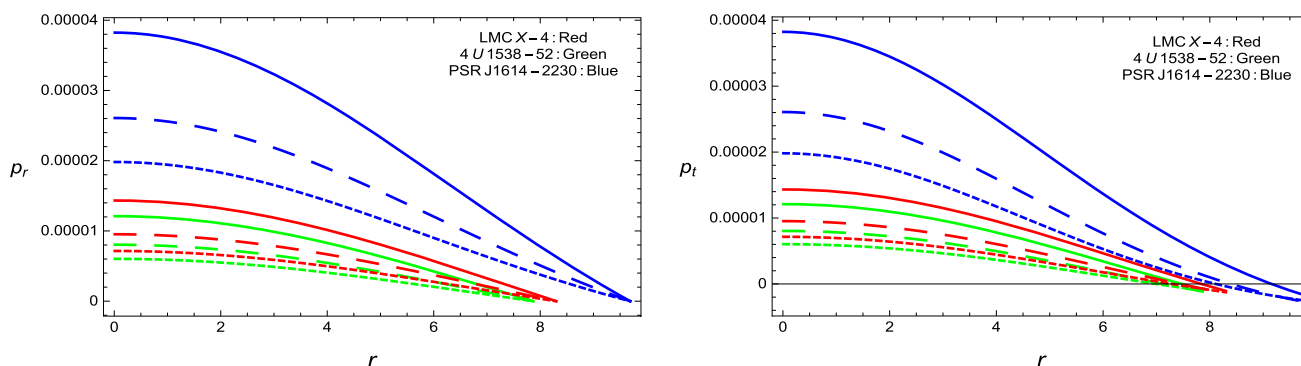 0.00004
0.00003
0.00002
0.00001
0
p_r
0
2
4
6
8
r
LMC X-4:Red
4 U 1538-52:Green
PSR J1614-2230:Blue
0.00004
0.00003
0.00002
0.00001
0
p_t
0
2
4
6
8
r
LMC X-4:Red
4 U 1538-52:Green
PSR J1614-2230:Blue